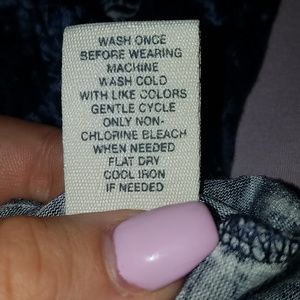 WASH ONCE
BEFORE WEARING
MACHINE
WASH COLD
WITH LIKE COLORS
GENTLE CYCLE
ONLY NON-
CHLORINE BLEACH
WHEN NEEDED
FLAT DRY
COOL IRON
IF NEEDED